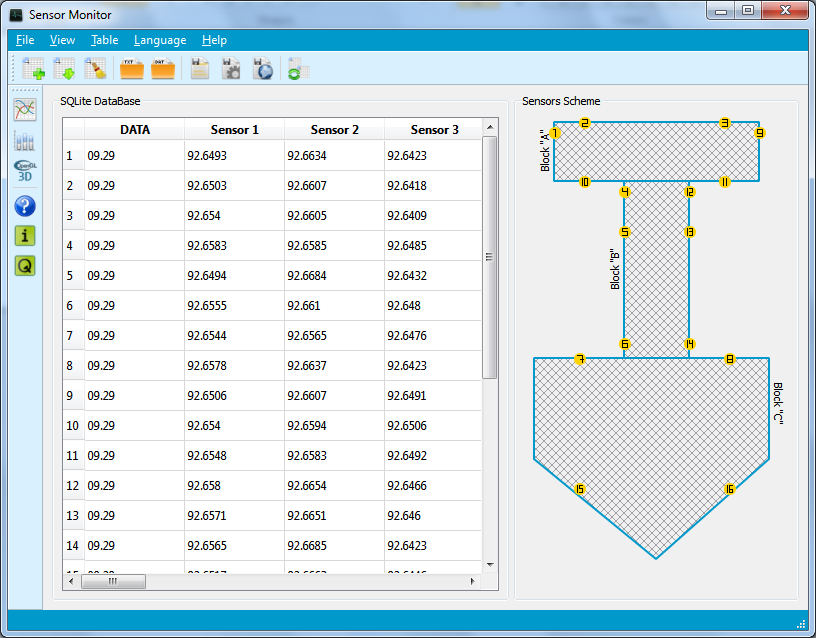 Sensor Monitor
File View Table Language Help
TXT DAT
OpenGL
3D
SQLite DataBase
DATA Sensor 1 Sensor 2 Sensor 3
1 09.29 92.6493 92.6634 92.6423
2 09.29 92.6503 92.6607 92.6418
3 09.29 92.654 92.6605 92.6409
4 09.29 92.6583 92.6585 92.6485
5 09.29 92.6494 92.6684 92.6432
6 09.29 92.6555 92.661 92.648
7 09.29 92.6544 92.6565 92.6476
8 09.29 92.6578 92.6637 92.6423
9 09.29 92.6506 92.6607 92.6491
10 09.29 92.654 92.6594 92.6506
11 09.29 92.6548 92.6583 92.6492
12 09.29 92.658 92.6654 92.6466
13 09.29 92.6571 92.6651 92.646
14 09.29 92.6565 92.6685 92.6423
Sensors Scheme
2 3
1 9
Block "A"
10 11
4 12
5 13
Block "B"
6 14
7 8
Block "C"
15 16